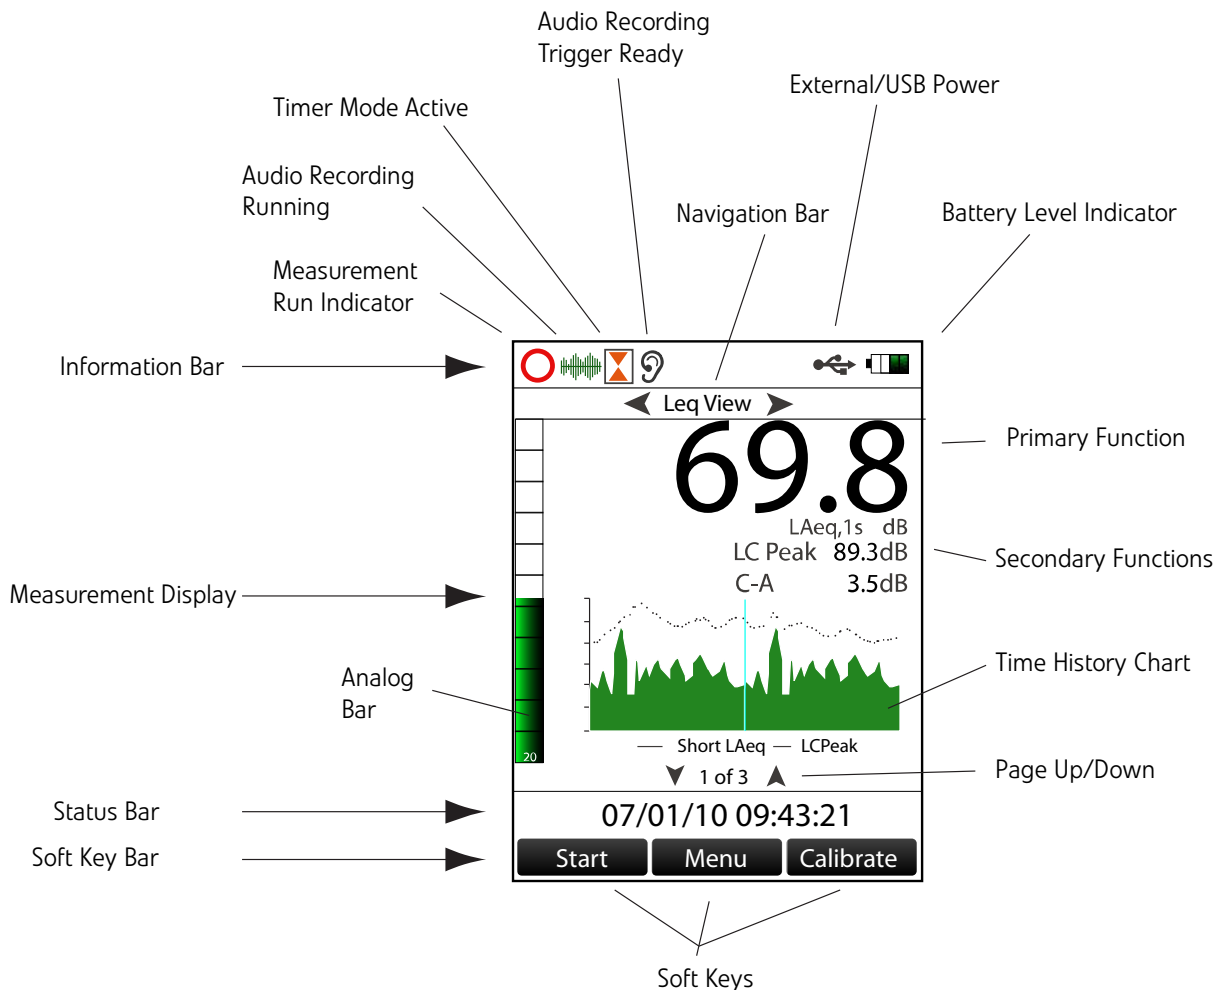 Audio Recording
Trigger Ready
External/USB Power
Timer Mode Active
Audio Recording
Running
Navigation Bar
Battery Level Indicator
Measurement
Run Indicator
Information Bar
Leq View
69.8
Primary Function
LAeq,1s dB
LC Peak 89.3dB
Secondary Functions
C-A 3.5dB
Measurement Display
Time History Chart
Analog
Bar
Short LAeq
LCPeak
20
1 of 3
Page Up/Down
Status Bar
07/01/10 09:43:21
Soft Key Bar
Start
Menu
Calibrate
Soft Keys